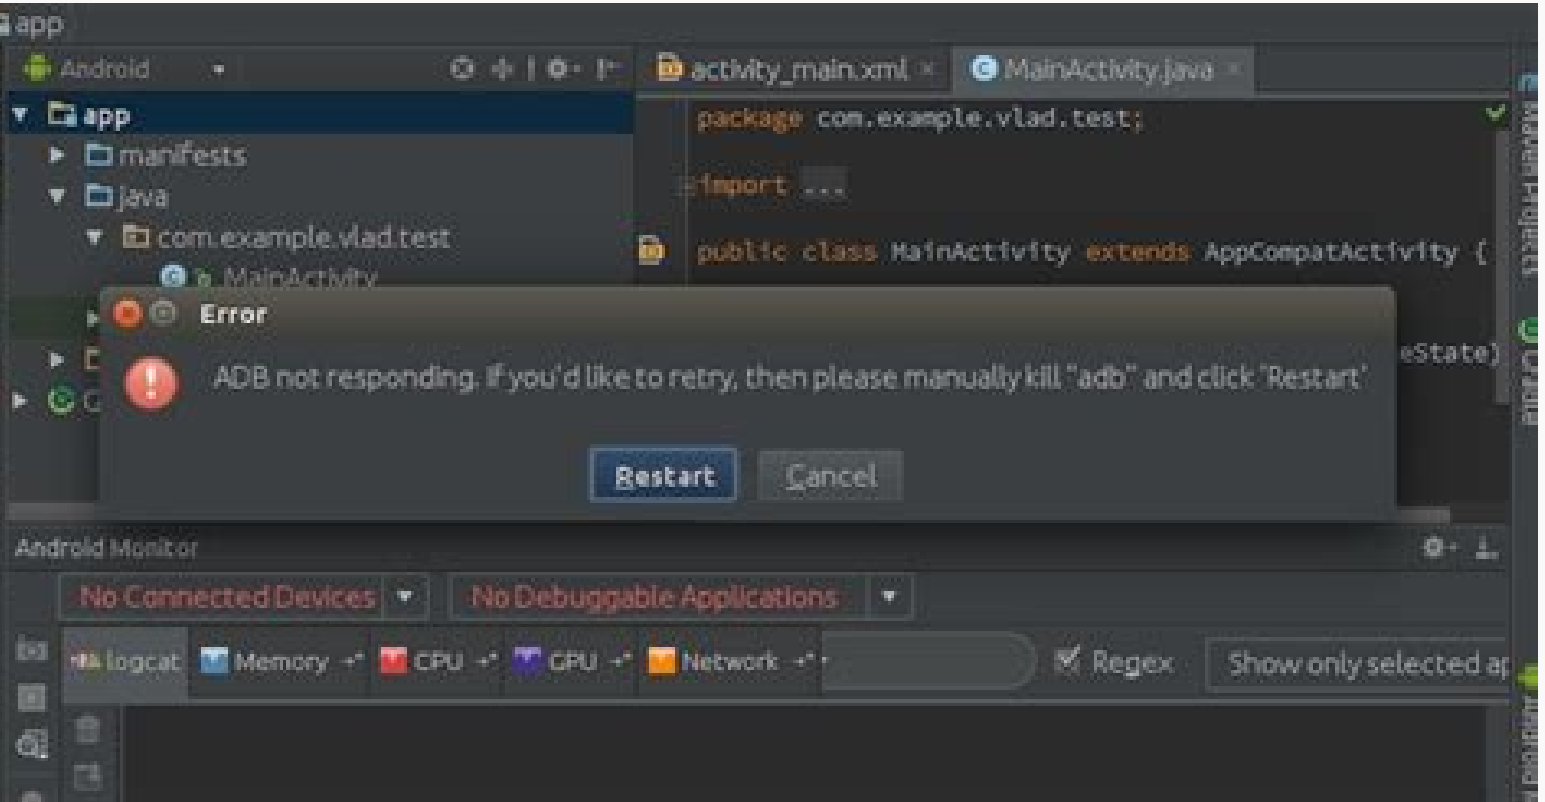 app
Android
activity_main.xml
MainActivity.java
app
manifests
java
com.example.vlad.test
MainActivity
package com.example.vlad.test;
import ...
public class MainActivity extends AppCompatActivity {
eState)
Error
ADB not responding. If you'd like to retry, then please manually kill "adb" and click 'Restart'
Restart
Cancel
Android Monitor
No Connected Devices
No Debuggable Applications
logcat
Memory
CPU
GPU
Network
Regex
Show only selected ap
Maven Projects
Gradle